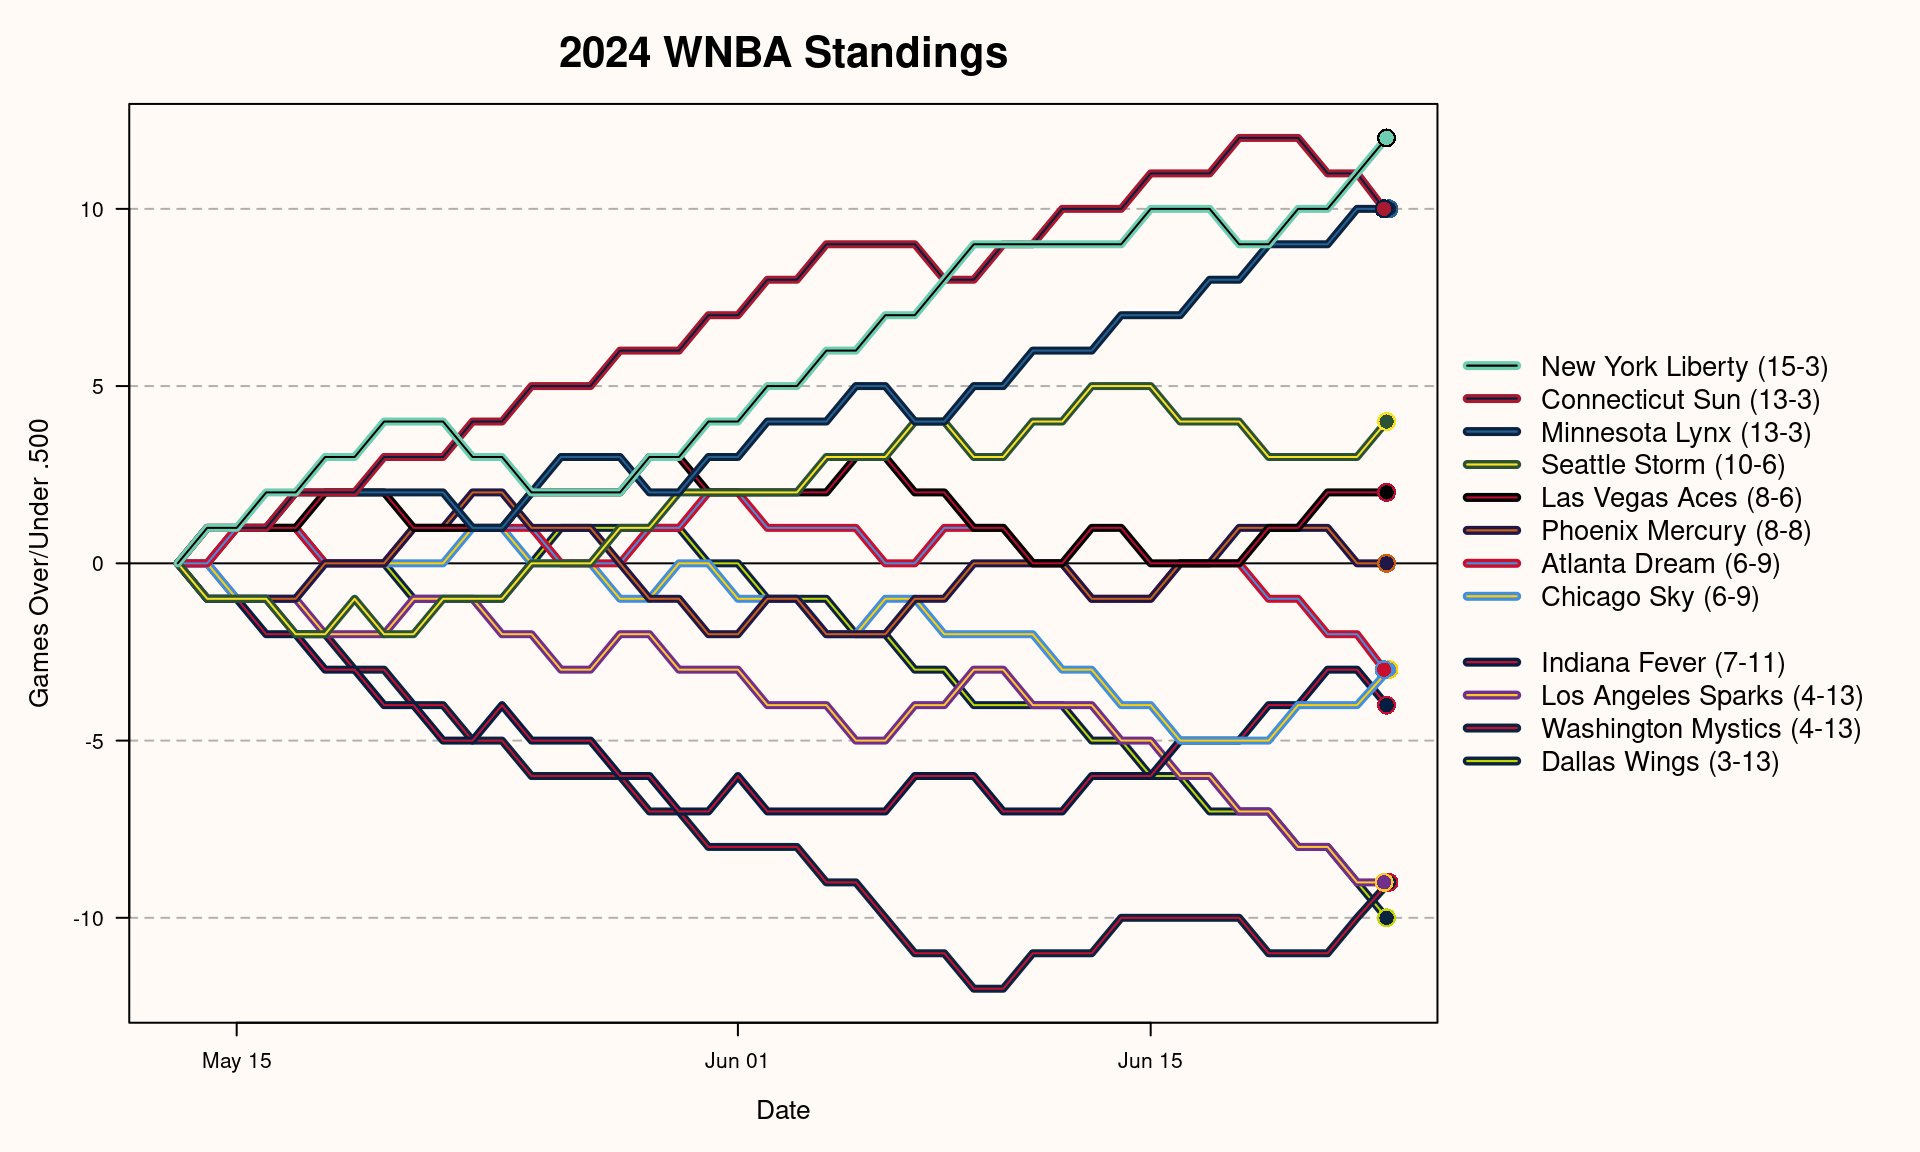 2024 WNBA Standings
Games Over/Under .500
10
5
0
-5
-10
May 15
Jun 01
Jun 15
Date
New York Liberty (15-3)
Connecticut Sun (13-3)
Minnesota Lynx (13-3)
Seattle Storm (10-6)
Las Vegas Aces (8-6)
Phoenix Mercury (8-8)
Atlanta Dream (6-9)
Chicago Sky (6-9)
Indiana Fever (7-11)
Los Angeles Sparks (4-13)
Washington Mystics (4-13)
Dallas Wings (3-13)